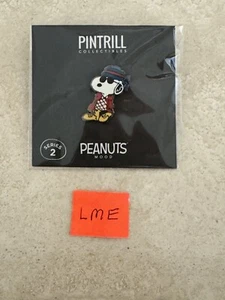 PINTRILL
COLLECTIBLES
SERIES
2
PEANUTS
MOOD
LME